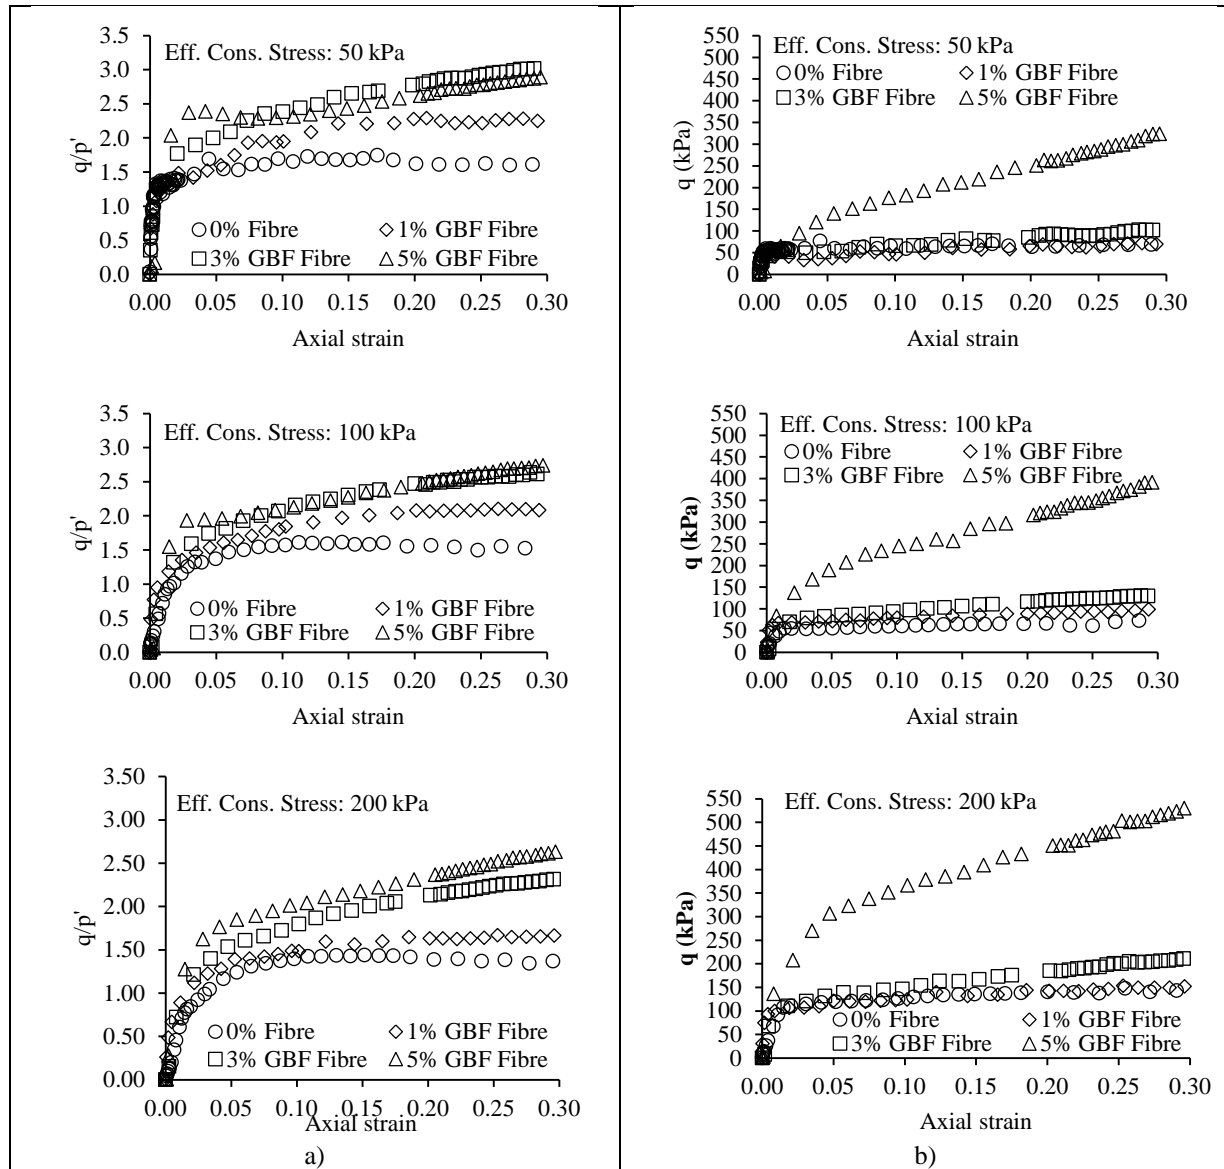 3.5
3.0
2.5
2.0
1.5
1.0
0.5
0.0
q/p'
Eff. Cons. Stress: 50 kPa
0% Fibre 1% GBF Fibre
3% GBF Fibre 5% GBF Fibre
0.00 0.05 0.10 0.15 0.20 0.25 0.30
Axial strain
3.5
3.0
2.5
2.0
1.5
1.0
0.5
0.0
q/p'
Eff. Cons. Stress: 100 kPa
0% Fibre 1% GBF Fibre
3% GBF Fibre 5% GBF Fibre
0.00 0.05 0.10 0.15 0.20 0.25 0.30
Axial strain
3.50
3.00
2.50
2.00
1.50
1.00
0.50
0.00
q/p'
Eff. Cons. Stress: 200 kPa
0% Fibre 1% GBF Fibre
3% GBF Fibre 5% GBF Fibre
0.00 0.05 0.10 0.15 0.20 0.25 0.30
Axial strain
a)
550
500
450
400
350
300
250
200
150
100
50
0
q (kPa)
Eff. Cons. Stress: 50 kPa
0% Fibre 1% GBF Fibre
3% GBF Fibre 5% GBF Fibre
0.00 0.05 0.10 0.15 0.20 0.25 0.30
Axial strain
550
500
450
400
350
300
250
200
150
100
50
0
q (kPa)
Eff. Cons. Stress: 100 kPa
0% Fibre 1% GBF Fibre
3% GBF Fibre 5% GBF Fibre
0.00 0.05 0.10 0.15 0.20 0.25 0.30
Axial strain
550
500
450
400
350
300
250
200
150
100
50
0
q (kPa)
Eff. Cons. Stress: 200 kPa
0% Fibre 1% GBF Fibre
3% GBF Fibre 5% GBF Fibre
0.00 0.05 0.10 0.15 0.20 0.25 0.30
Axial strain
b)